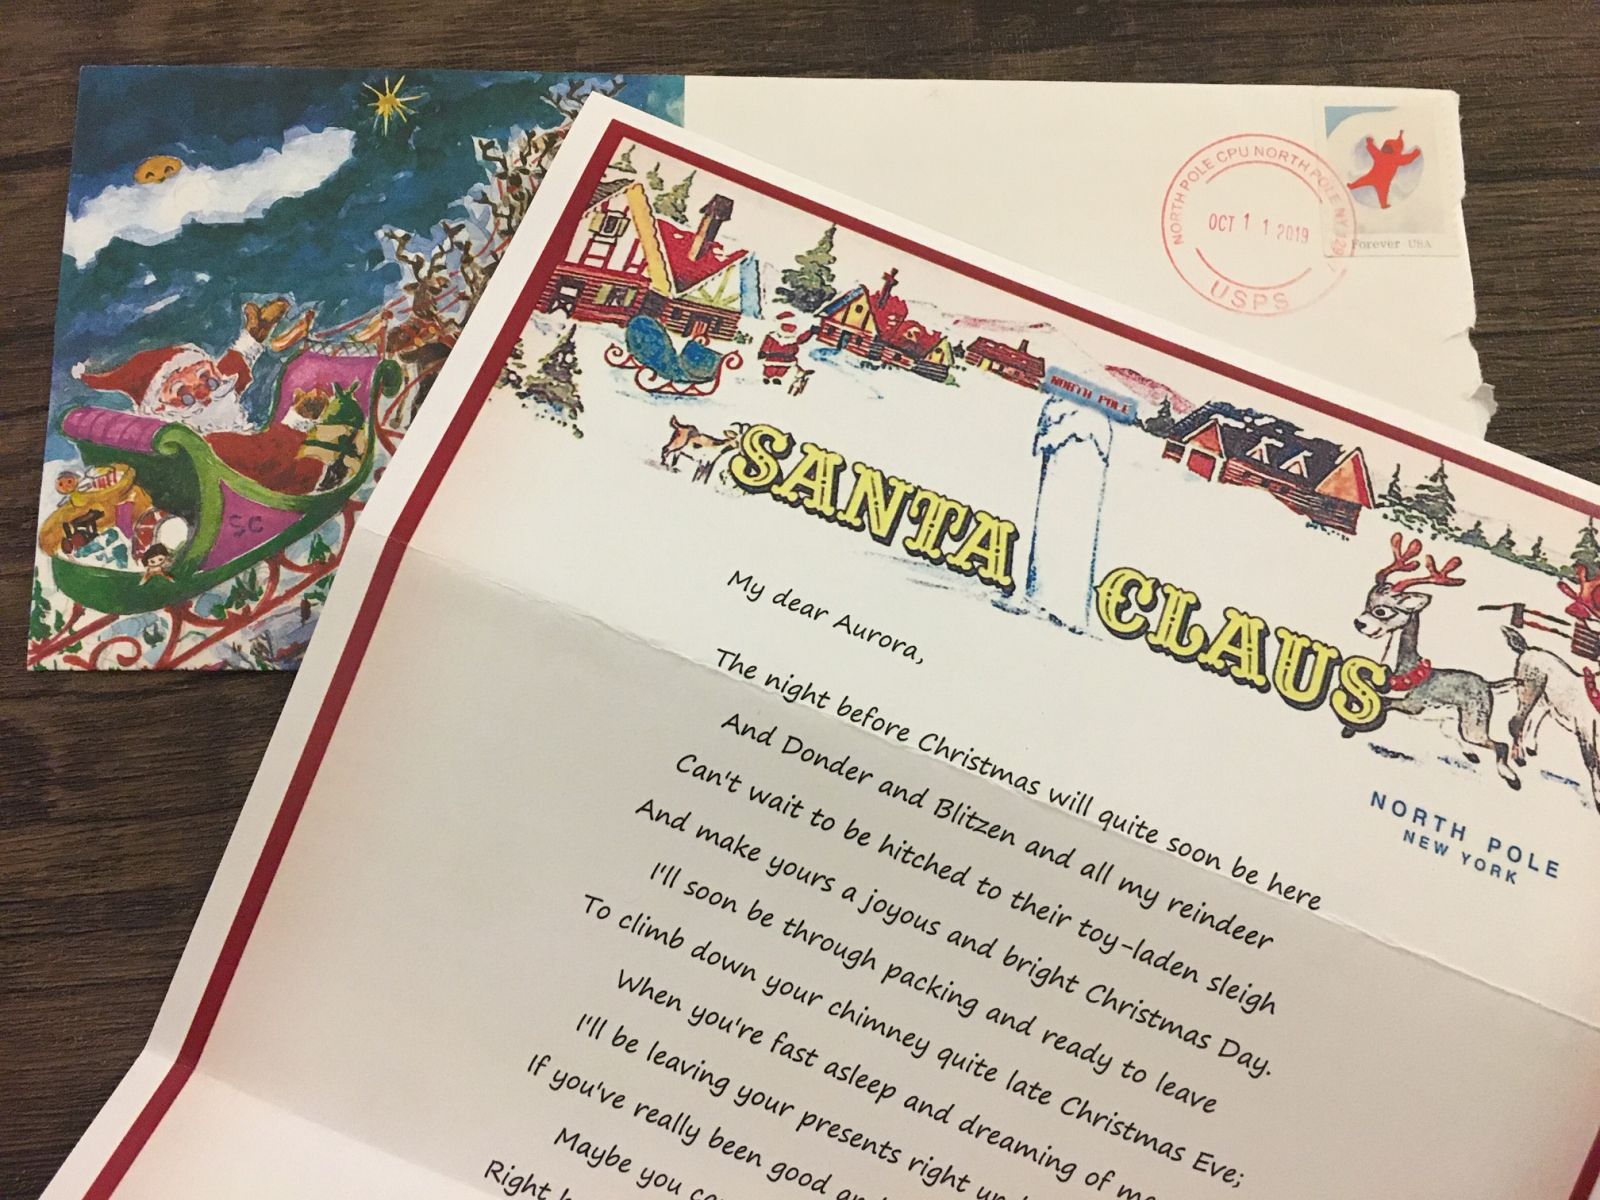 NORTH POLE CPU NORTH POLE NY
OCT 1 1 2019
USPS
Forever USA
SC
NORTH POLE
SANTA CLAUS
NORTH POLE
NEW YORK
My dear Aurora,
The night before Christmas will quite soon be here
And Donder and Blitzen and all my reindeer
Can't wait to be hitched to their toy-laden sleigh
And make yours a joyous and bright Christmas Day.
I'll soon be through packing and ready to leave
To climb down your chimney quite late Christmas Eve;
When you're fast asleep and dreaming of
I'll be leaving your presents right
If you've really been good
Maybe you
Right